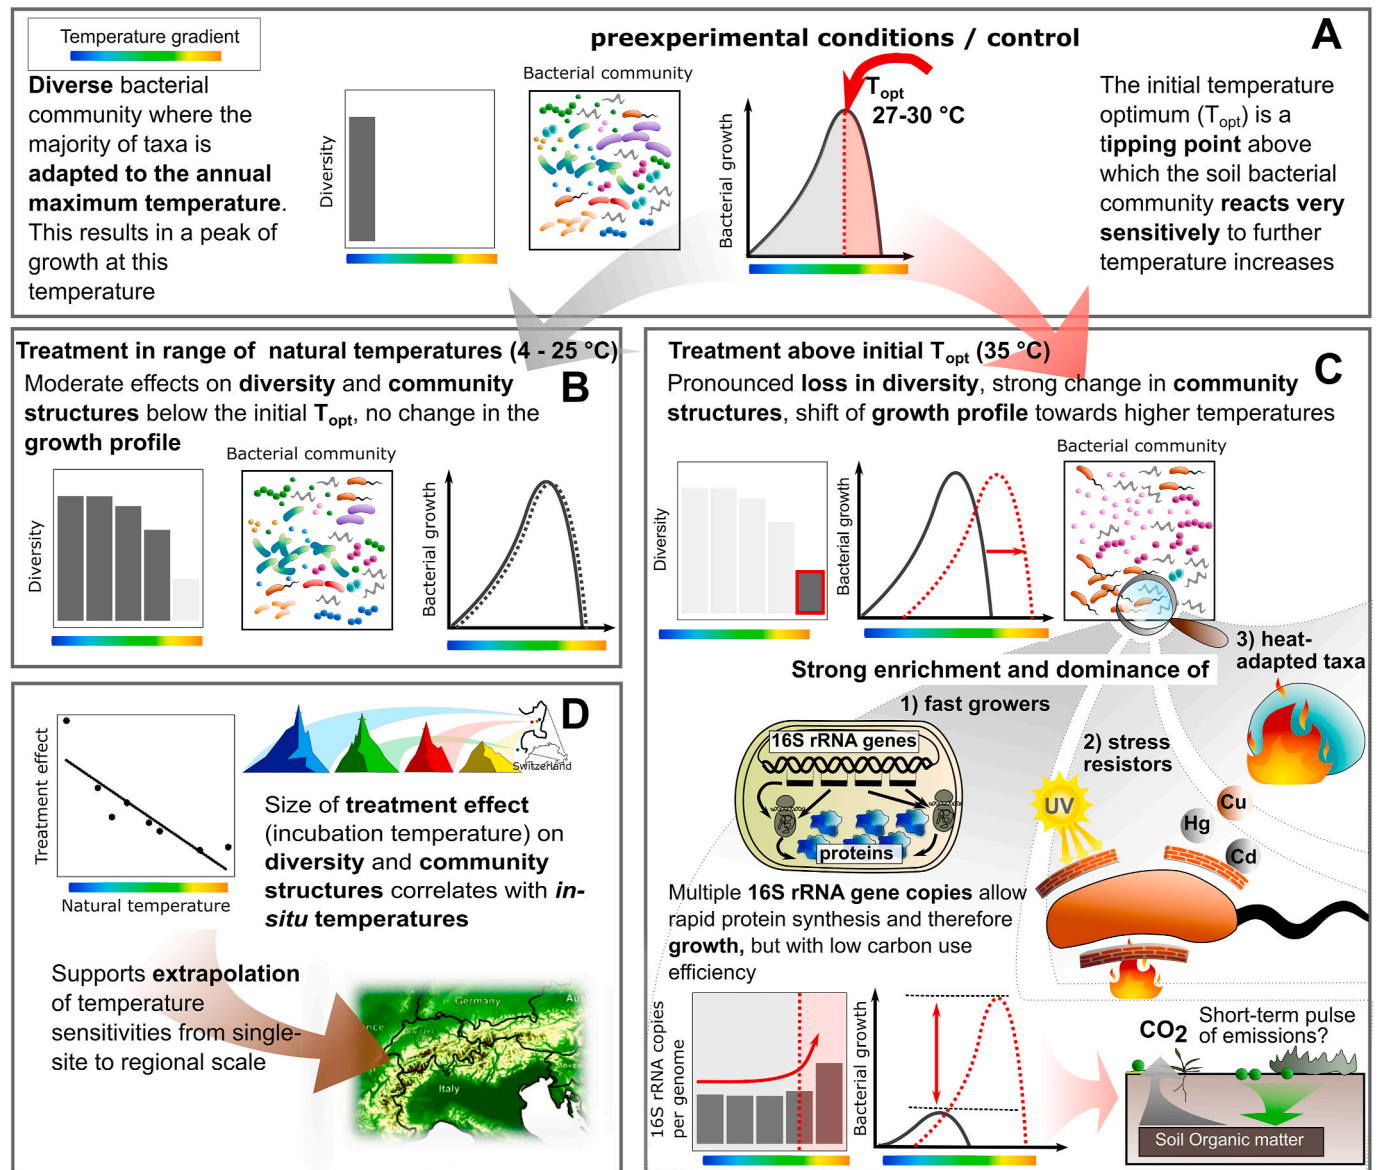 Temperature gradient
preexperimental conditions / control
A
Diverse bacterial
community where the
majority of taxa is
adapted to the annual
maximum temperature.
This results in a peak of
growth at this
temperature
Diversity
Bacterial community
Bacterial growth
Topt
27-30 °C
The initial temperature
optimum (Topt) is a
tipping point above
which the soil bacterial
community reacts very
sensitively to further
temperature increases
Treatment in range of natural temperatures (4 - 25 °C)
B
Moderate effects on diversity and community
structures below the initial Topt, no change in the
growth profile
Diversity
Bacterial community
Bacterial growth
Treatment above initial Topt (35 °C)
C
Pronounced loss in diversity, strong change in community
structures, shift of growth profile towards higher temperatures
Diversity
Bacterial growth
Bacterial community
Strong enrichment and dominance of
1) fast growers
16S rRNA genes
proteins
2) stress
resistors
3) heat-
adapted taxa
UV
Cu
Hg
Cd
Multiple 16S rRNA gene copies allow
rapid protein synthesis and therefore
growth, but with low carbon use
efficiency
16S rRNA copies
per genome
Bacterial growth
CO2
Short-term pulse
of emissions?
Soil Organic matter
D
Treatment effect
Natural temperature
Switzerland
Size of treatment effect
(incubation temperature) on
diversity and community
structures correlates with in-
situ temperatures
Supports extrapolation
of temperature
sensitivities from single-
site to regional scale
Germany
Italy